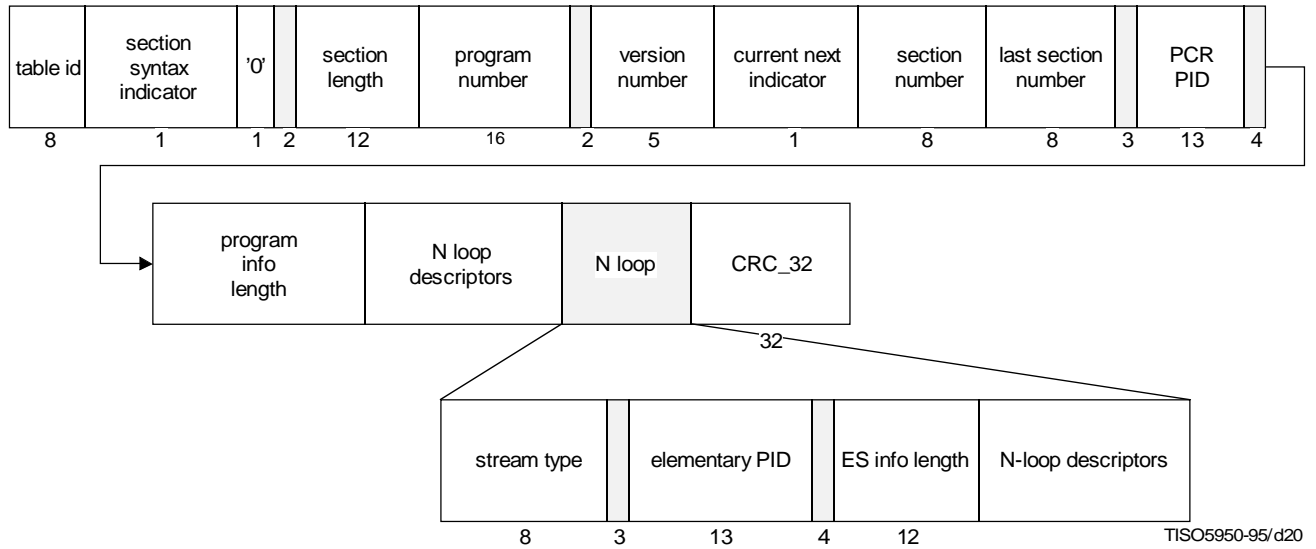 table id
section
syntax
indicator
'0'
section
length
program
number
version
number
current next
indicator
section
number
last section
number
PCR
PID
8 1 1 2 12 16 2 5 1 8 8 3 13 4
program
info
length
N loop
descriptors
N loop
CRC_32
32
stream type
elementary PID
ES info length
N-loop descriptors
8 3 13 4 12
TISO5950-95/d20